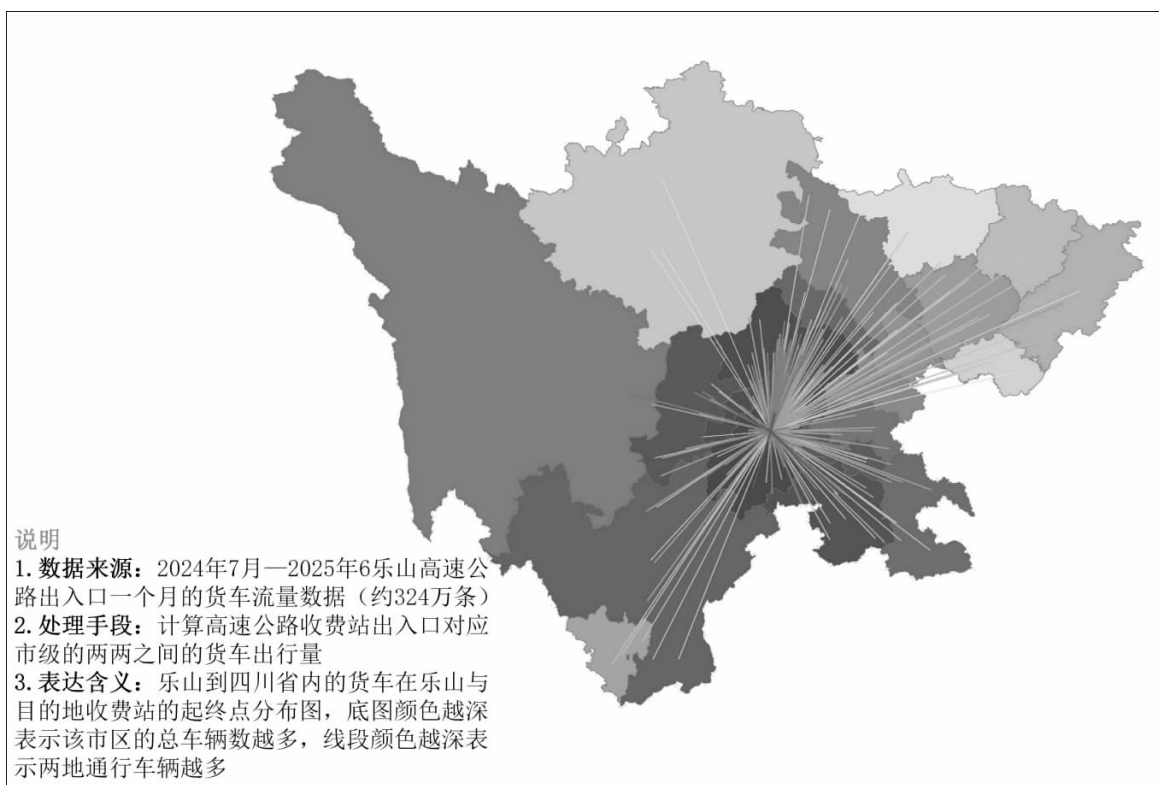 说明
1.数据来源：2024年7月—2025年6乐山高速公
路出入口一个月的货车流量数据（约324万条）
2.处理手段：计算高速公路收费站出入口对应
市级的两两之间的货车出行量
3.表达含义：乐山到四川省内的货车在乐山与
目的地收费站的起终点分布图，底图颜色越深
表示该市区的总车辆数越多，线段颜色越深表
示两地通行车辆越多